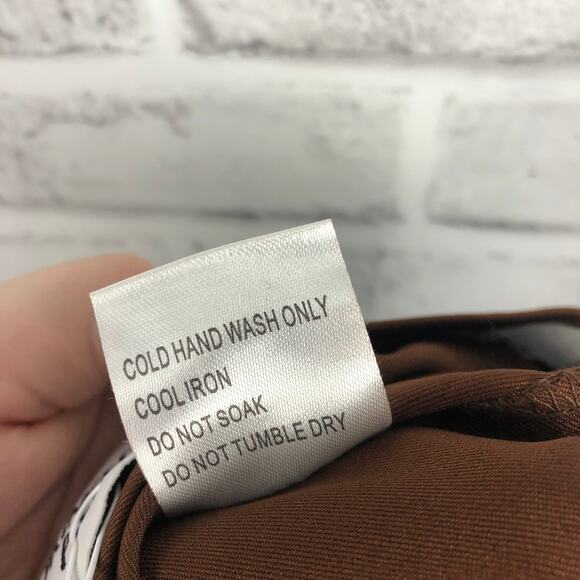 COLD HAND WASH ONLY
COOL IRON
DO NOT SOAK
DO NOT TUMBLE DRY